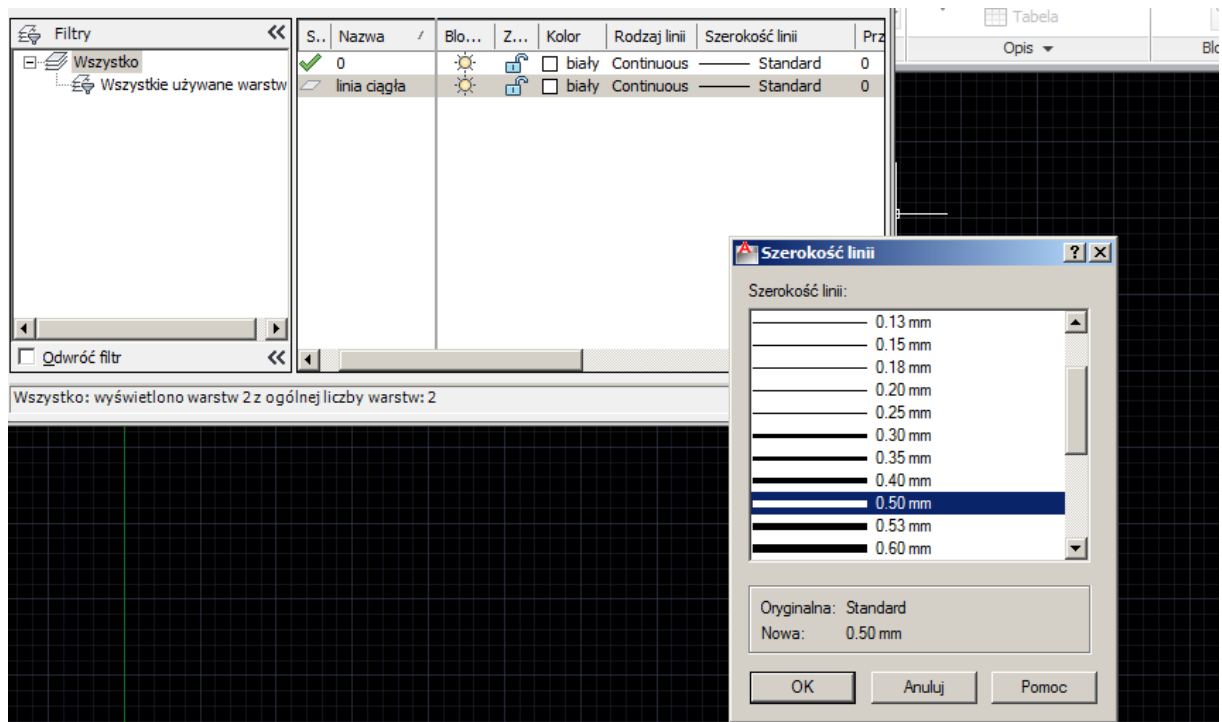 Filtry
S.. Nazwa / Blo... Z... Kolor Rodzaj linii Szerokość linii Prz
Wszystko
Wszystkie używane warstw
0 biały Continuous Standard 0
linia ciągła biały Continuous Standard 0
Tabela
Opis
Blo
Odwróć filtr
Wszystko: wyświetlono warstw 2 z ogólnej liczby warstw: 2
Szerokość linii
Szerokość linii:
0.13 mm
0.15 mm
0.18 mm
0.20 mm
0.25 mm
0.30 mm
0.35 mm
0.40 mm
0.50 mm
0.53 mm
0.60 mm
Oryginalna: Standard
Nowa: 0.50 mm
OK Anuluj Pomoc